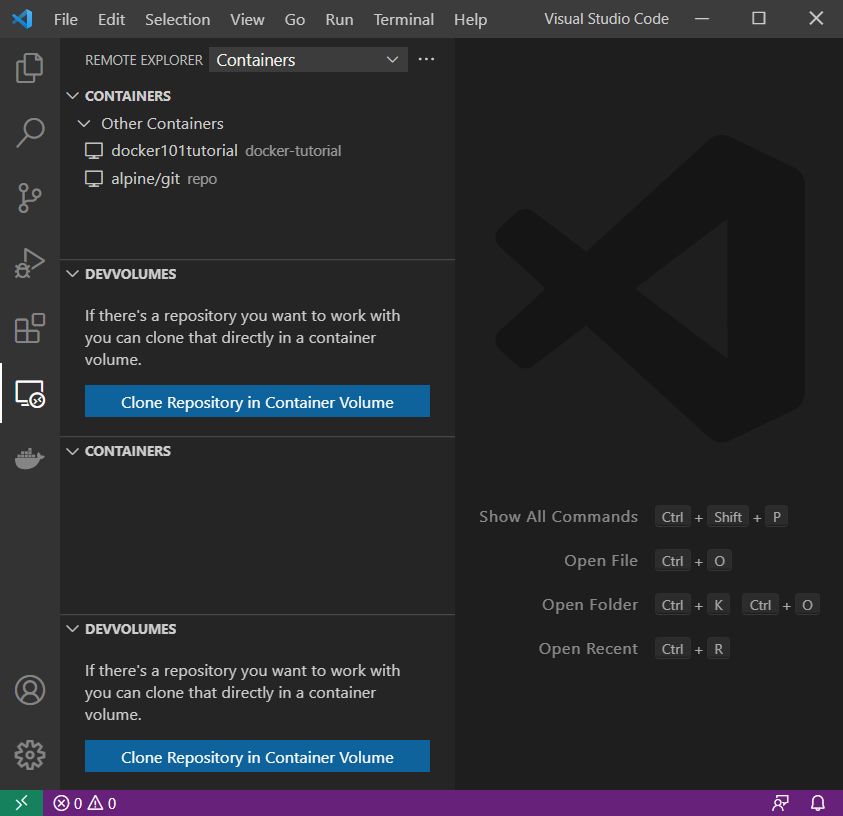 File Edit Selection View Go Run Terminal Help Visual Studio Code
REMOTE EXPLORER Containers
CONTAINERS
Other Containers
docker101tutorial docker-tutorial
alpine/git repo
DEVVOLUMES
If there's a repository you want to work with
you can clone that directly in a container
volume.
Clone Repository in Container Volume
CONTAINERS
DEVVOLUMES
If there's a repository you want to work with
you can clone that directly in a container
volume.
Clone Repository in Container Volume
Show All Commands Ctrl + Shift + P
Open File Ctrl + O
Open Folder Ctrl + K Ctrl + O
Open Recent Ctrl + R
0 0